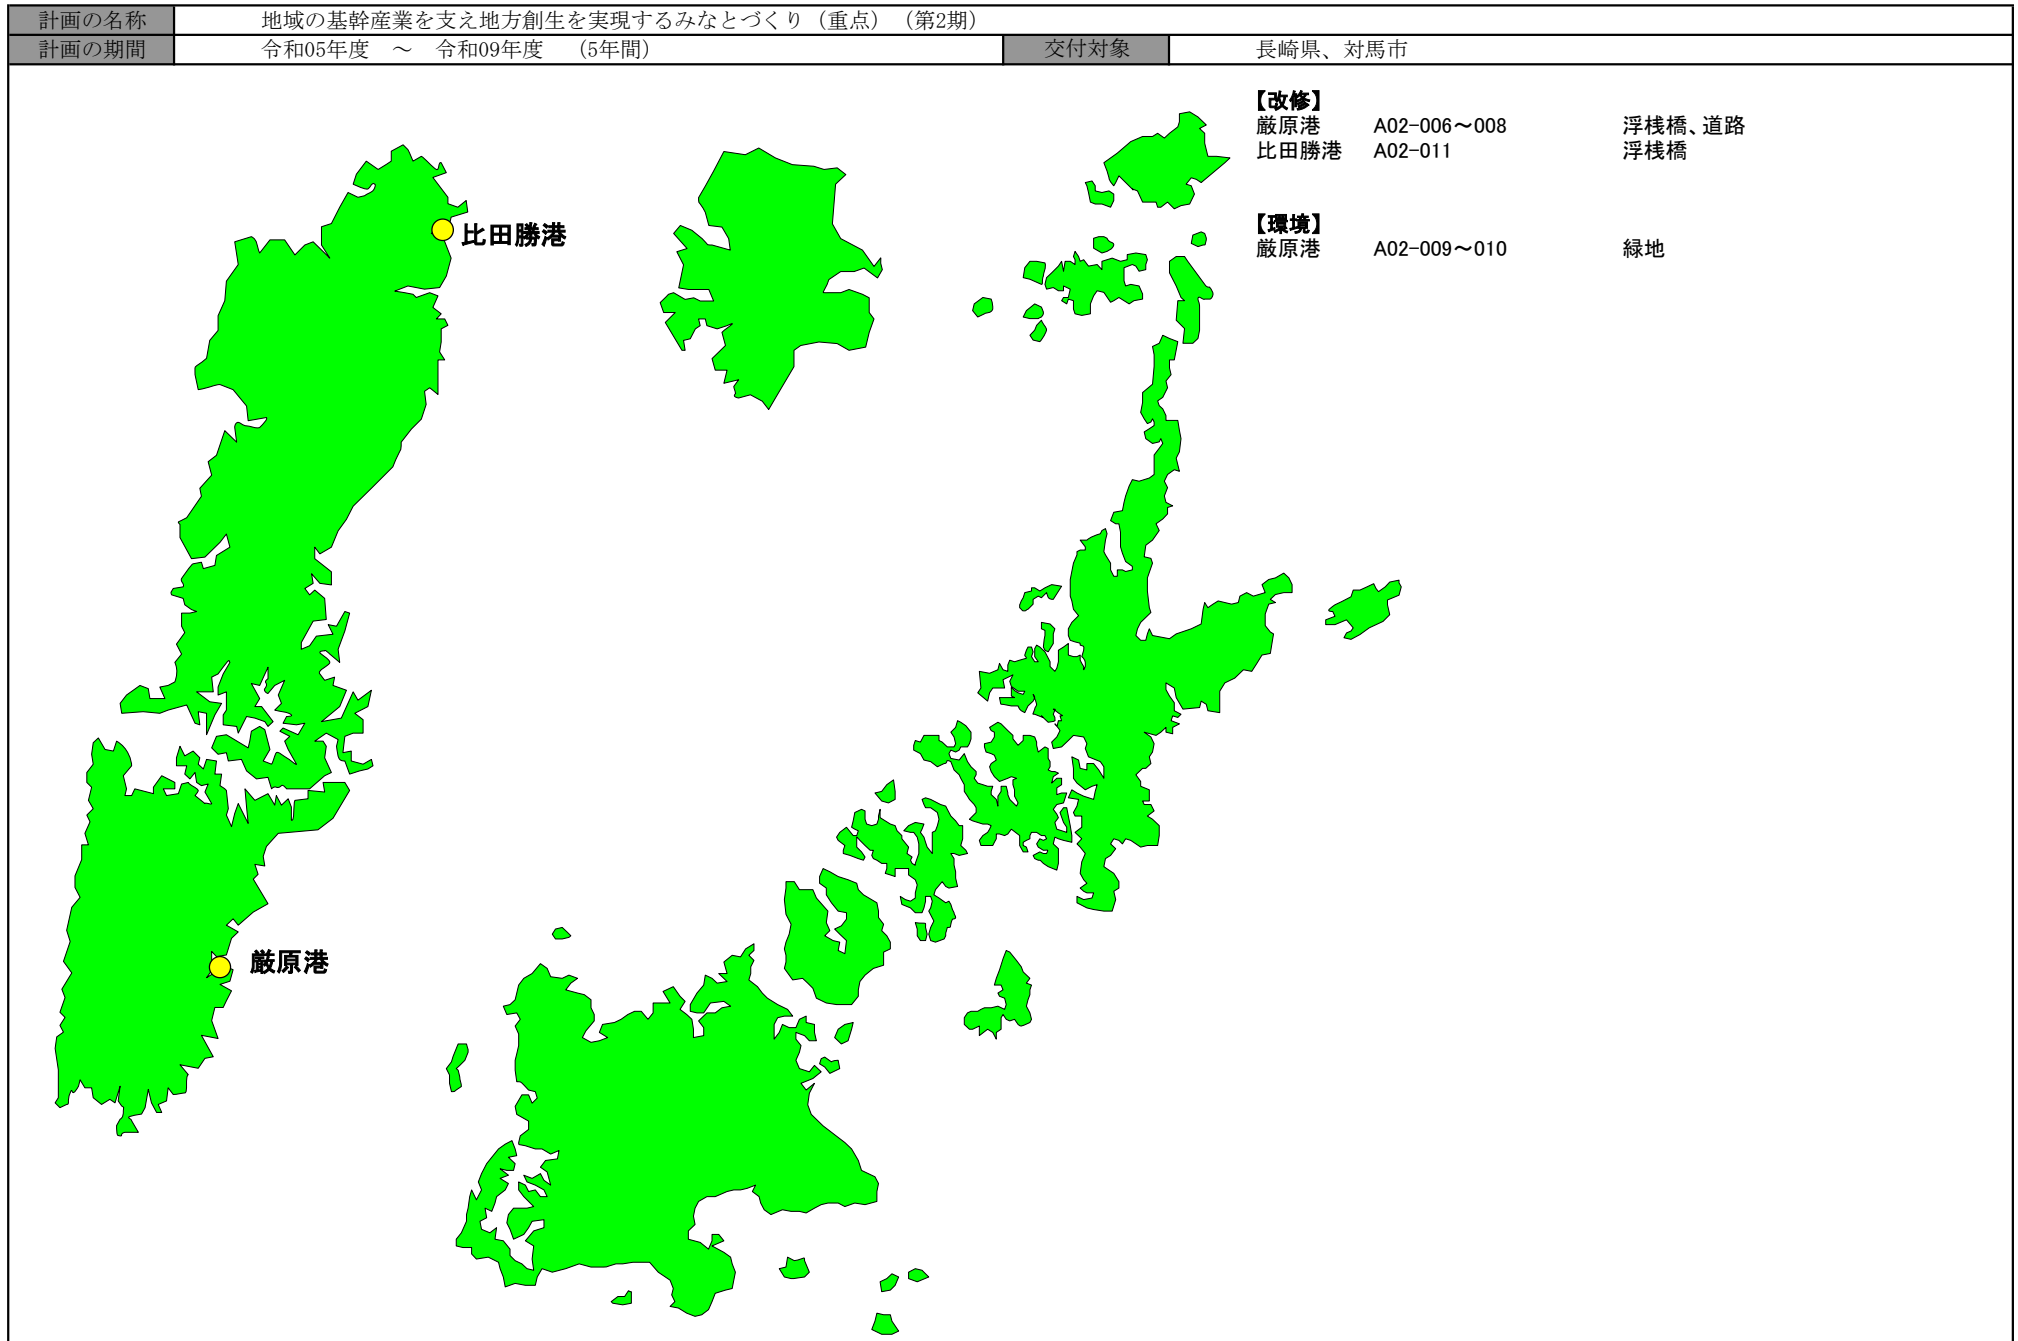 計画の名称 地域の基幹産業を支え地方創生を実現するみなとづくり（重点）（第2期）
計画の期間 令和05年度 ～ 令和09年度 （5年間） 交付対象 長崎県、対馬市
【改修】
厳原港 A02-006～008 浮桟橋、道路
比田勝港 A02-011 浮桟橋
【環境】
厳原港 A02-009～010 緑地
比田勝港
厳原港